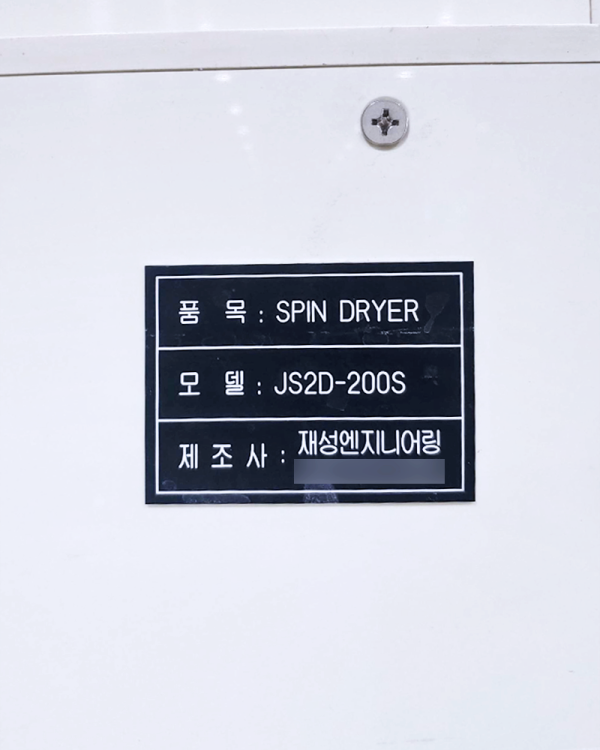 품 목 : SPIN DRYER
모 델 : JS2D-200S
제 조 사 : 재성엔지니어링